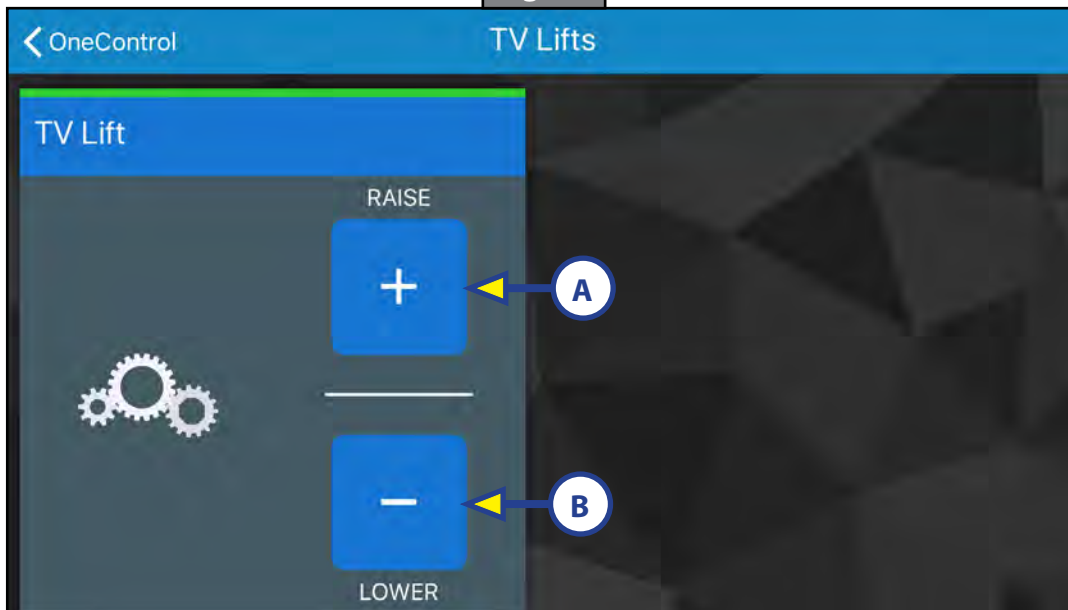 OneControl TV Lifts
TV Lift
RAISE
+
A
−
B
LOWER